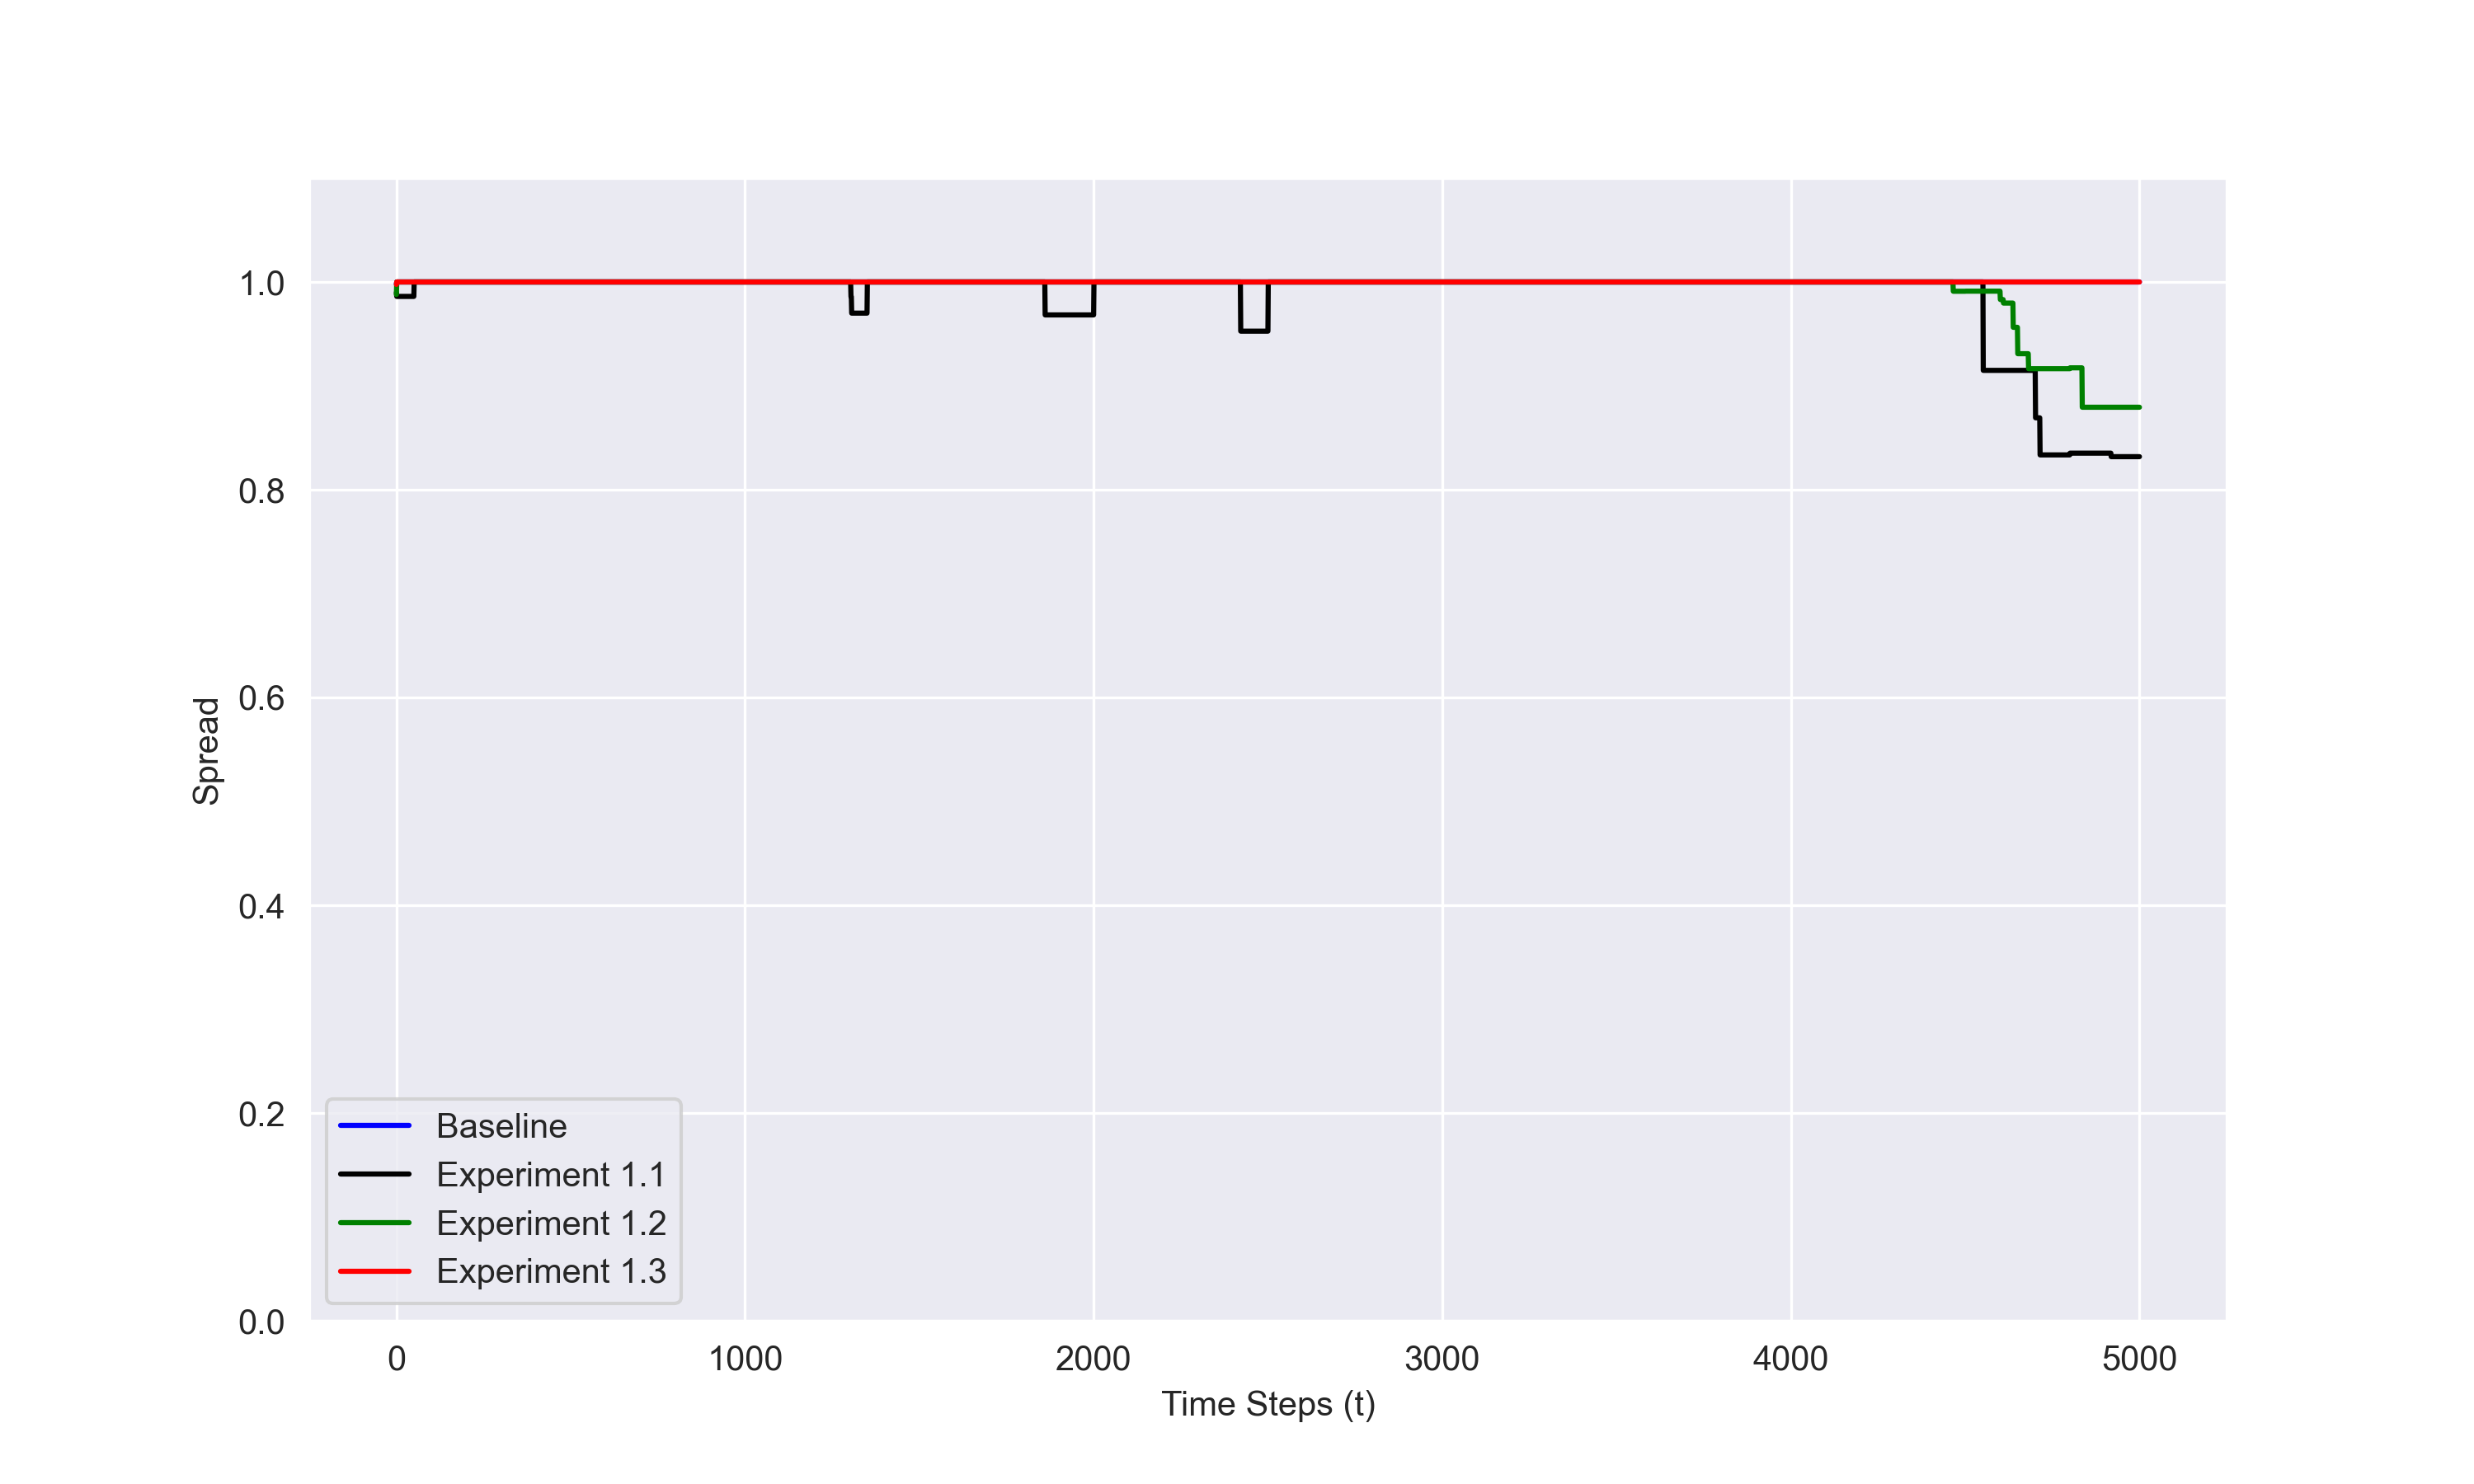 1.0
0.8
0.6
0.4
0.2
0.0
Spread
Baseline
Experiment 1.1
Experiment 1.2
Experiment 1.3
0 1000 2000 3000 4000 5000
Time Steps (t)